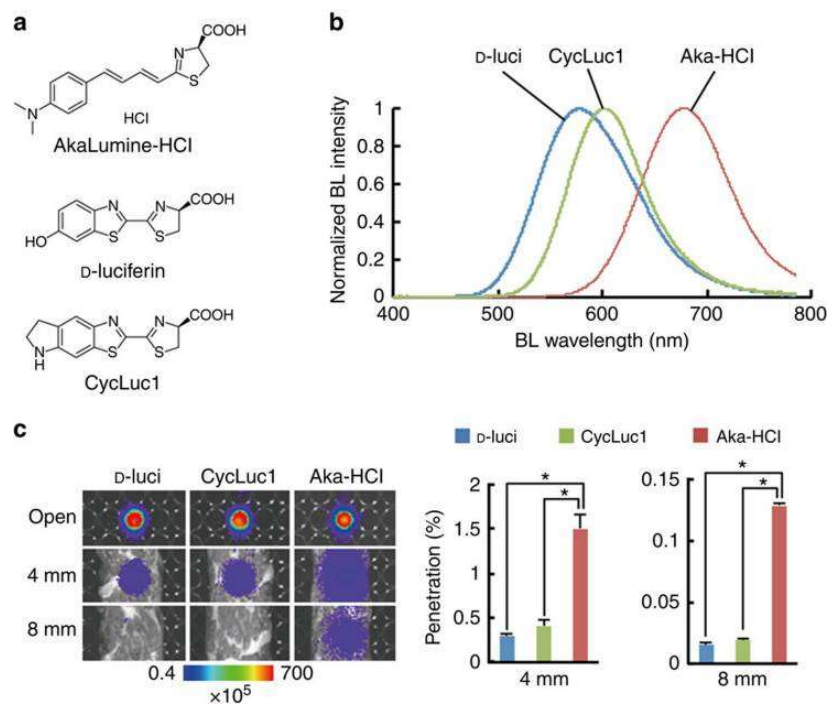 a
COOH
N
S
N
HCl
AkaLumine-HCl
COOH
N
N
HO
S
S
D-luciferin
COOH
N
N
N
H
S
S
CycLuc1
b
D-luci
CycLuc1
Aka-HCl
Normalized BL intensity
1
0.8
0.6
0.4
0.2
0
400
500
600
700
800
BL wavelength (nm)
c
D-luci
CycLuc1
Aka-HCl
Open
4 mm
8 mm
0.4
700
×10⁵
D-luci
CycLuc1
Aka-HCl
Penetration (%)
2
1.5
1
0.5
0
*
*
4 mm
0.15
0.1
0.05
0
*
*
8 mm